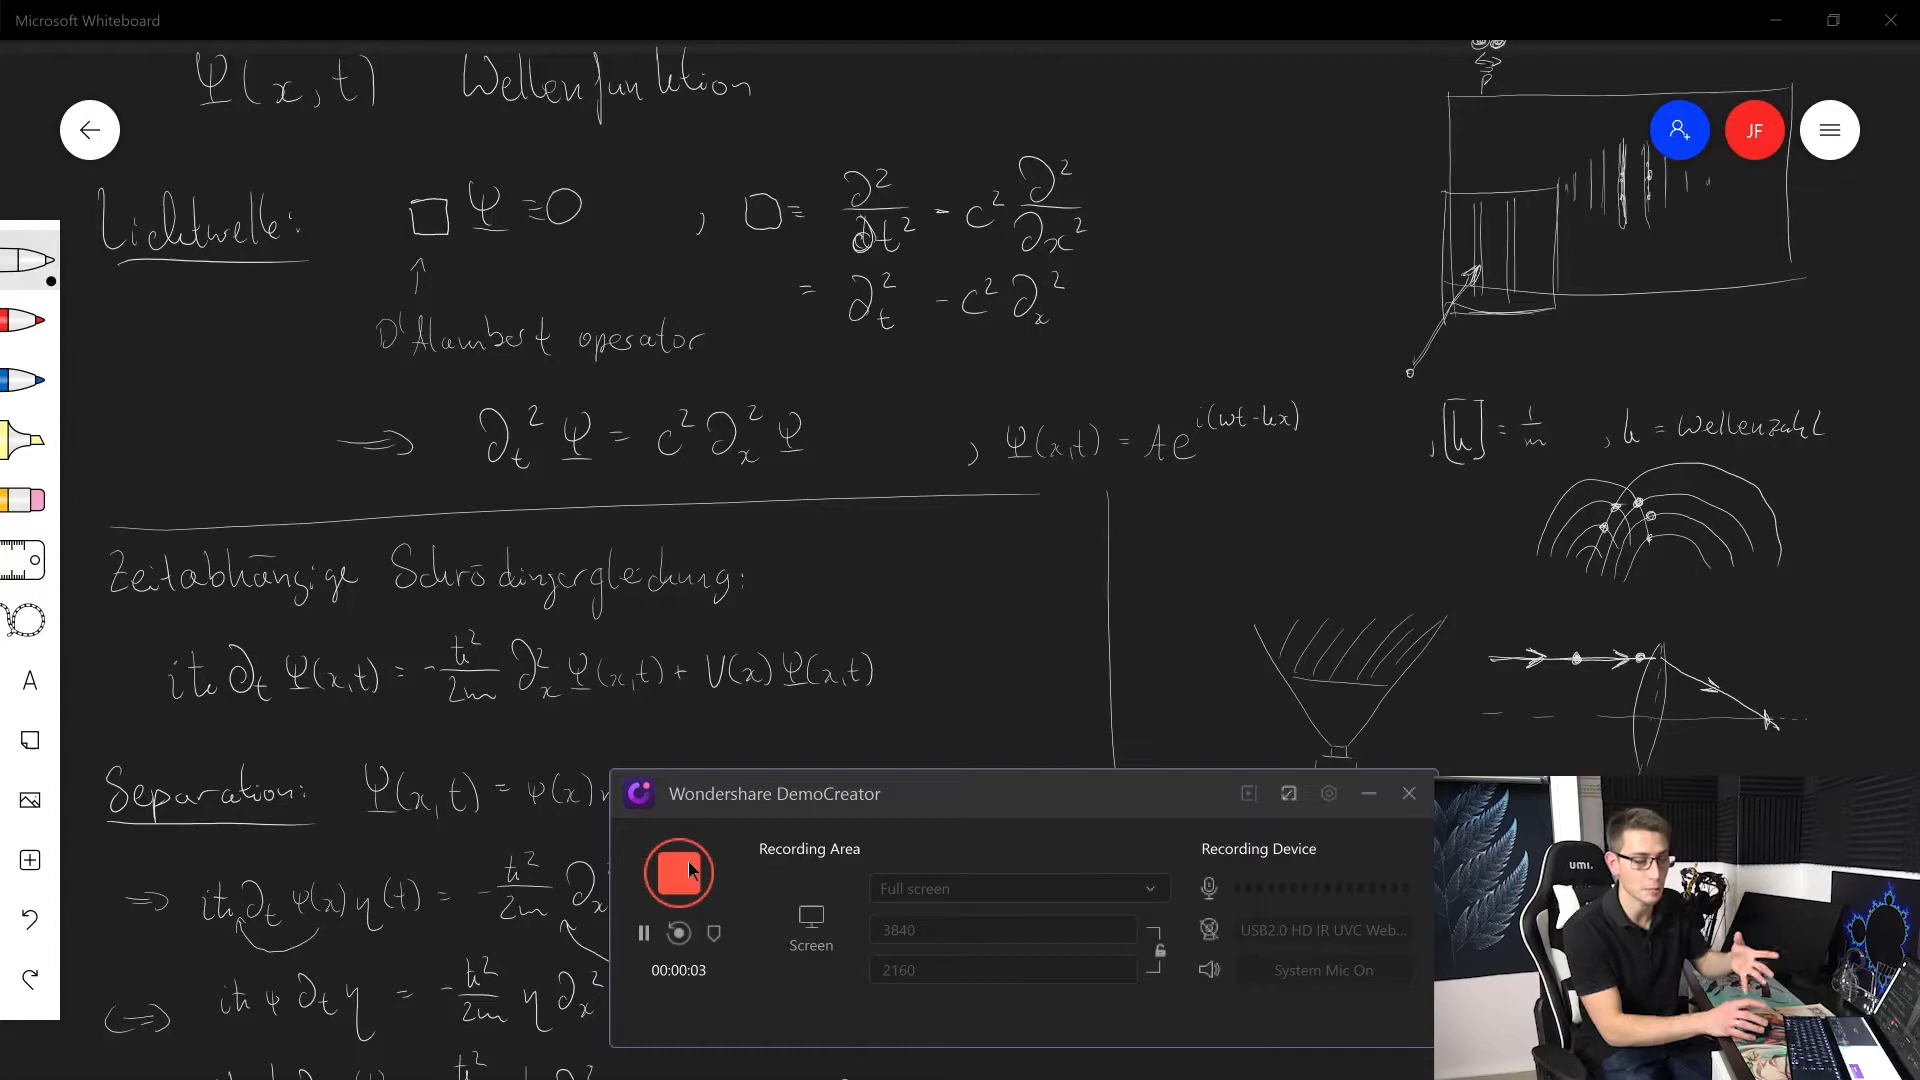 Microsoft Whiteboard
Ψ(x,t) Wellenfunktion
JF
Lichtwelle: □Ψ=0 , □= ∂²/∂t² - c² ∂²/∂x²
= ∂t² - c² ∂x²
D'Alambert operator
⇒ ∂t² Ψ = c² ∂x² Ψ , Ψ(x,t) = Ae^i(ωt-kx) , [k] = 1/m , k = Wellenzahl
Zeitabhängige Schrödingergleichung:
iħ ∂t Ψ(x,t) = -ħ²/2m ∂x² Ψ(x,t) + V(x) Ψ(x,t)
Separation: Ψ(x,t) = ψ(x)
⇒ iħ ∂t ψ(x) η(t) = -ħ²/2m ∂x
⇔ iħ ψ ∂t η = -ħ²/2m η ∂x²
A
Wondershare DemoCreator
Recording Area
Recording Device
Full screen
3840
Screen
2160
USB2.0 HD IR UVC Web...
System Mic On
00:00:03
umi.